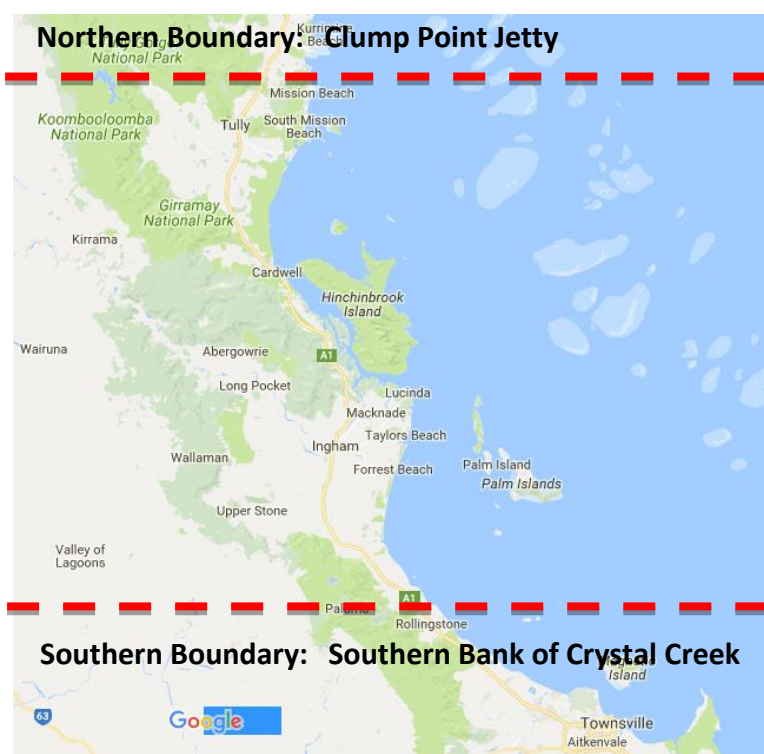 Northern Boundary: Clump Point Jetty
Kurrimine
Beach
National Park
Mission Beach
Koombooloomba
National Park
Tully
South Mission
Beach
Girramay
National Park
Kirrama
Cardwell
Hinchinbrook
Island
Wairuna
Abergowrie
A1
Long Pocket
Lucinda
Macknade
Taylors Beach
Ingham
Wallaman
Forrest Beach
Palm Island
Palm Islands
Upper Stone
Valley of
Lagoons
A1
Paluma
Rollingstone
Southern Boundary: Southern Bank of Crystal Creek
Island
63
Google
Townsville
Aitkenvale